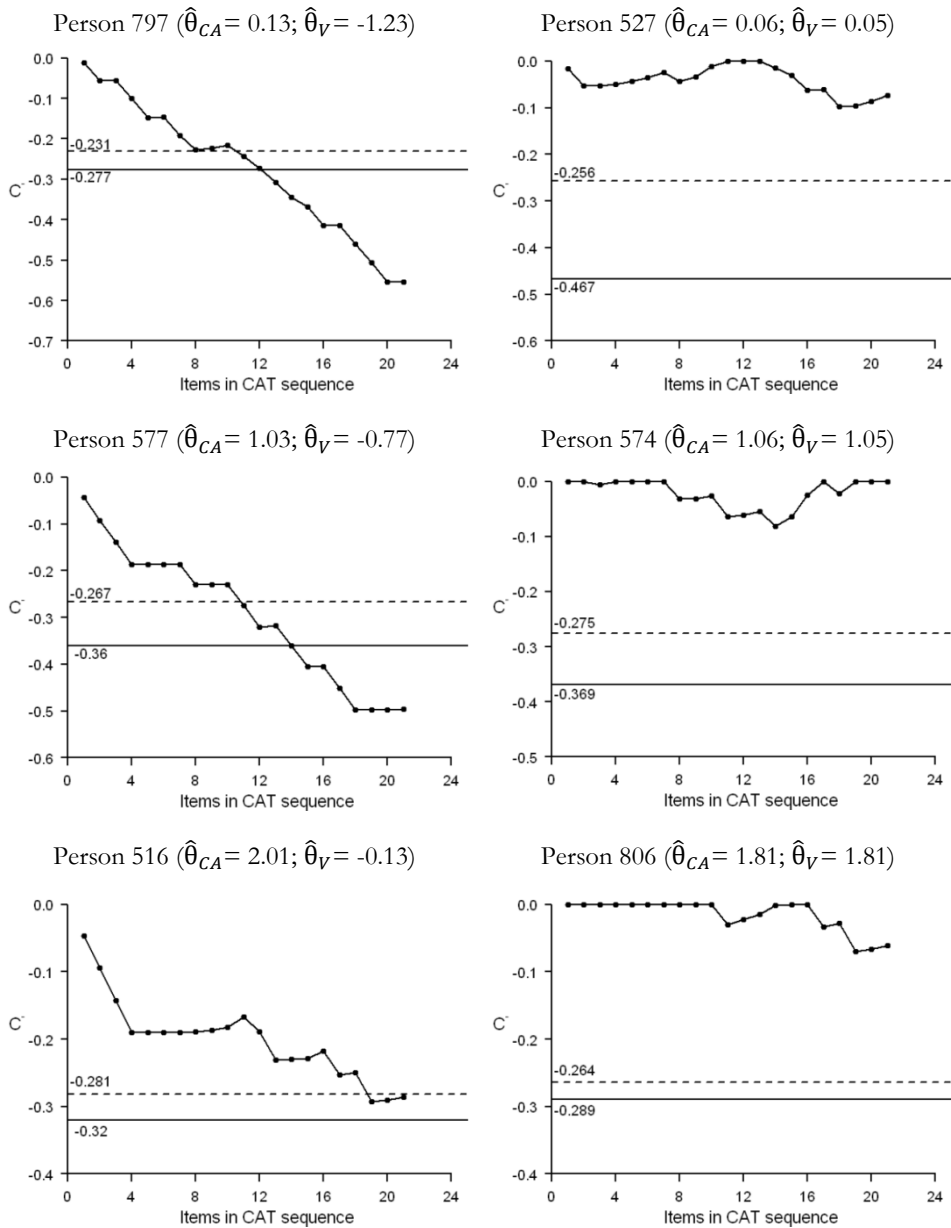 Person 797 (θ̂CA= 0.13; θ̂V = -1.23)
0.0
-0.1
-0.2
-0.3
-0.4
-0.5
-0.6
-0.7
C-
-0.231
-0.277
0 4 8 12 16 20 24
Items in CAT sequence
Person 527 (θ̂CA= 0.06; θ̂V = 0.05)
0.0
-0.1
-0.2
-0.3
-0.4
-0.5
-0.6
C-
-0.256
-0.467
0 4 8 12 16 20 24
Items in CAT sequence
Person 577 (θ̂CA= 1.03; θ̂V = -0.77)
0.0
-0.1
-0.2
-0.3
-0.4
-0.5
-0.6
C-
-0.267
-0.36
0 4 8 12 16 20 24
Items in CAT sequence
Person 574 (θ̂CA= 1.06; θ̂V = 1.05)
0.0
-0.1
-0.2
-0.3
-0.4
-0.5
C-
-0.275
-0.369
0 4 8 12 16 20 24
Items in CAT sequence
Person 516 (θ̂CA= 2.01; θ̂V = -0.13)
0.0
-0.1
-0.2
-0.3
-0.4
C-
-0.281
-0.32
0 4 8 12 16 20 24
Items in CAT sequence
Person 806 (θ̂CA= 1.81; θ̂V = 1.81)
0.0
-0.1
-0.2
-0.3
-0.4
C-
-0.264
-0.289
0 4 8 12 16 20 24
Items in CAT sequence